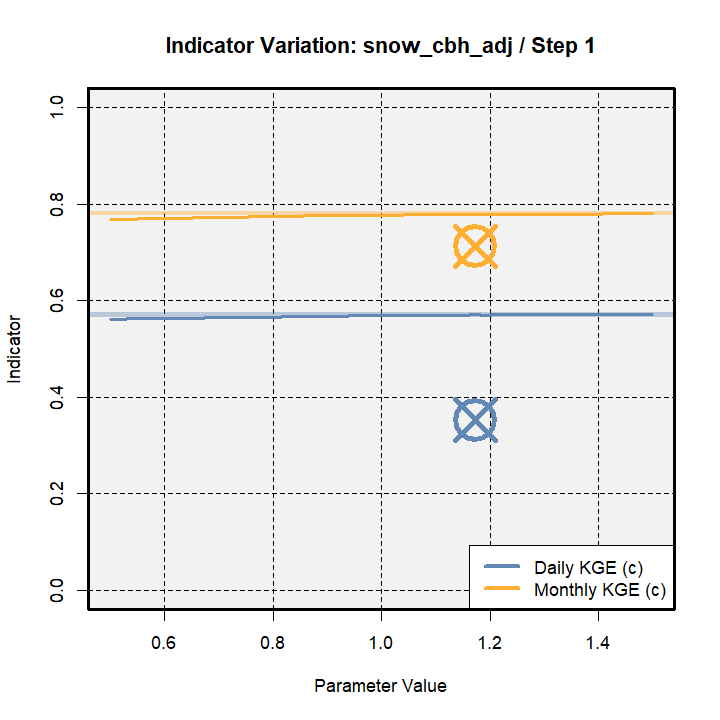 Indicator Variation: snow_cbh_adj / Step 1
1.0
0.8
0.6
0.4
0.2
0.0
Indicator
Daily KGE (c)
Monthly KGE (c)
0.6 0.8 1.0 1.2 1.4
Parameter Value